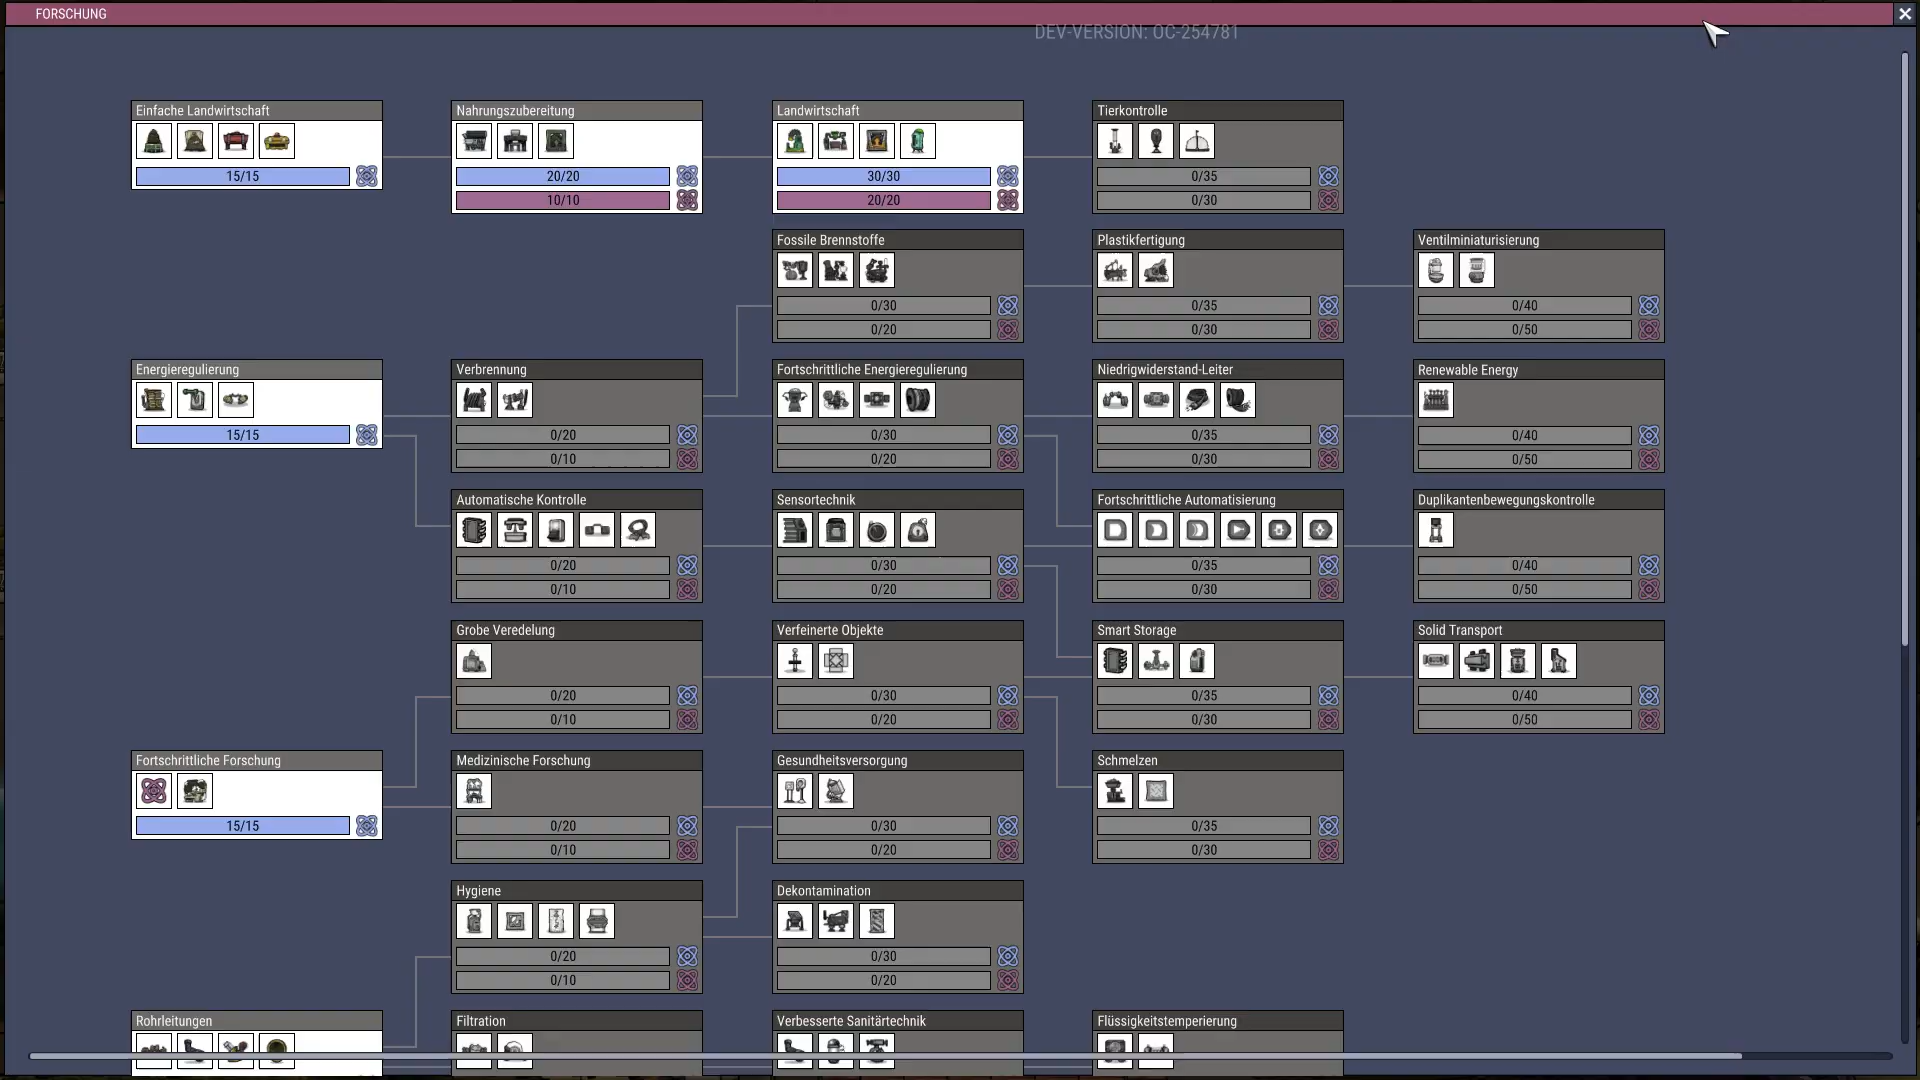 FORSCHUNG
DEV-VERSION: OC-254781
Einfache Landwirtschaft
15/15
Nahrungszubereitung
20/20
10/10
Landwirtschaft
30/30
20/20
Tierkontrolle
0/35
0/30
Fossile Brennstoffe
0/30
0/20
Plastikfertigung
0/35
0/30
Ventilminiaturisierung
0/40
0/50
Energieregulierung
15/15
Verbrennung
0/20
0/10
Fortschrittliche Energieregulierung
0/30
0/20
Niedrigwiderstand-Leiter
0/35
0/30
Renewable Energy
0/40
0/50
Automatische Kontrolle
0/20
0/10
Sensortechnik
0/30
0/20
Fortschrittliche Automatisierung
0/35
0/30
Duplikantenbewegungskontrolle
0/40
0/50
Grobe Veredelung
0/20
0/10
Verfeinerte Objekte
0/30
0/20
Smart Storage
0/35
0/30
Solid Transport
0/40
0/50
Fortschrittliche Forschung
15/15
Medizinische Forschung
0/20
0/10
Gesundheitsversorgung
0/30
0/20
Schmelzen
0/35
0/30
Hygiene
0/20
0/10
Dekontamination
0/30
0/20
Rohrleitungen
Filtration
Verbesserte Sanitärtechnik
Flüssigkeitstemperierung